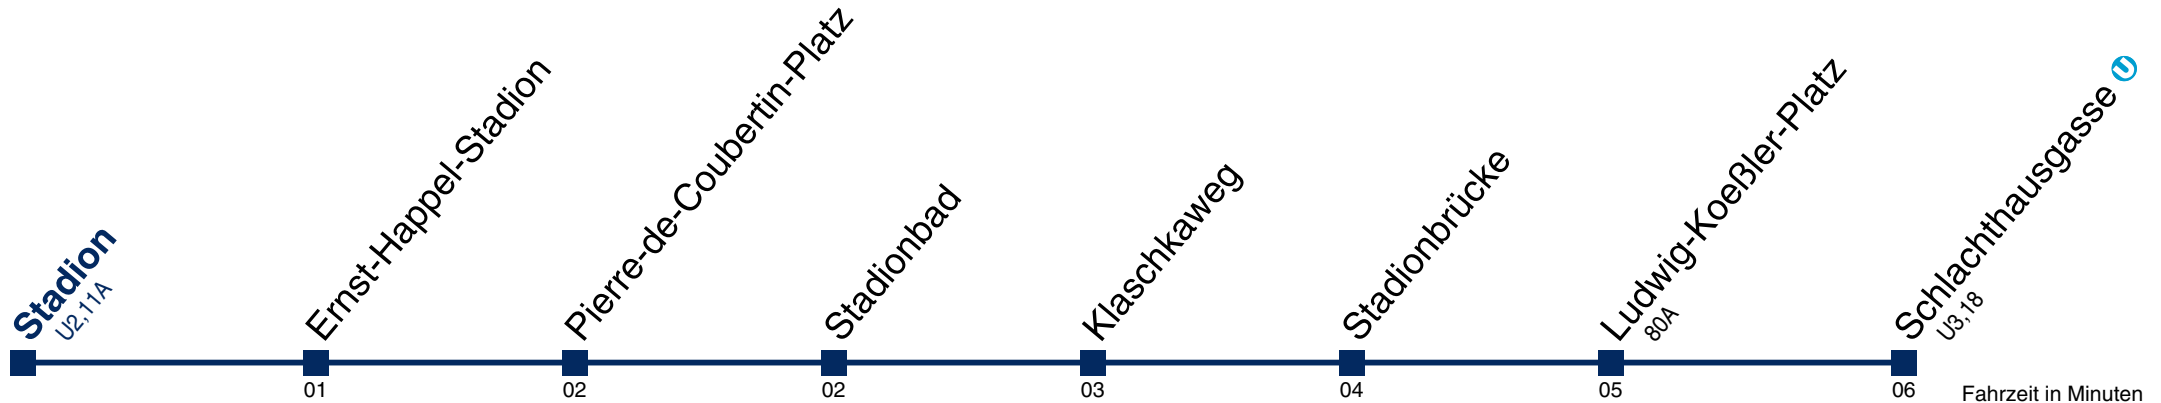 Stadion
U2,11A
Ernst-Happel-Stadion
Pierre-de-Coubertin-Platz
Stadionbad
Klaschkaweg
Stadionbrücke
Ludwig-Koeßler-Platz
80A
Schlachthausgasse U
U3,18
01
02
02
03
04
05
06
Fahrzeit in Minuten